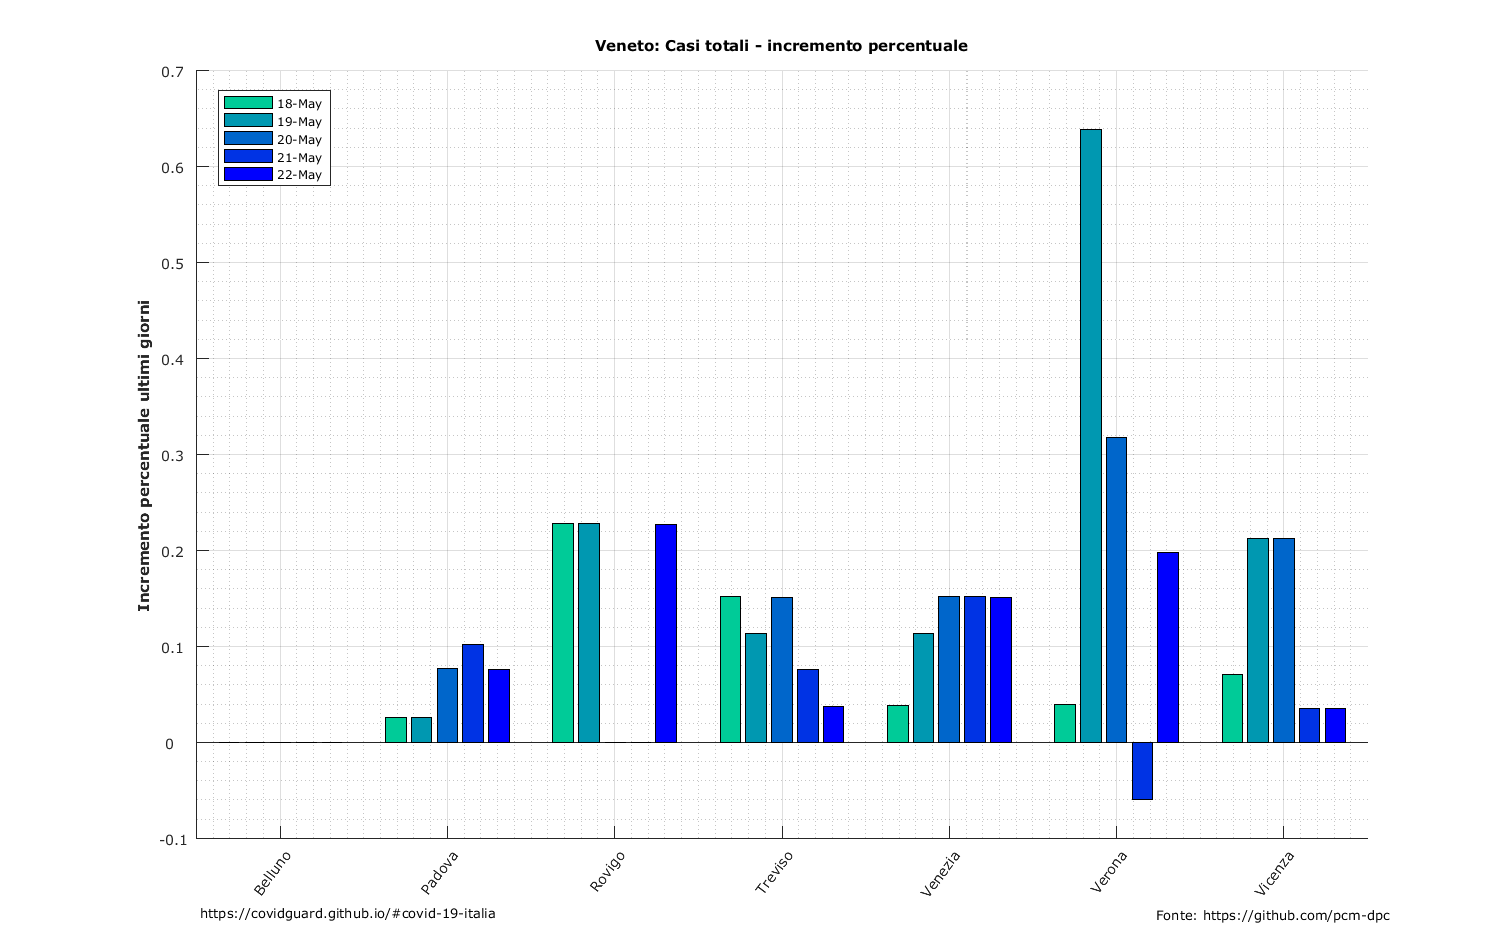 Veneto: Casi totali - incremento percentuale
0.7
0.6
0.5
0.4
0.3
0.2
0.1
0
-0.1
Incremento percentuale ultimi giorni
18-May
19-May
20-May
21-May
22-May
Belluno
Padova
Rovigo
Treviso
Venezia
Verona
Vicenza
https://covidguard.github.io/#covid-19-italia
Fonte: https://github.com/pcm-dpc